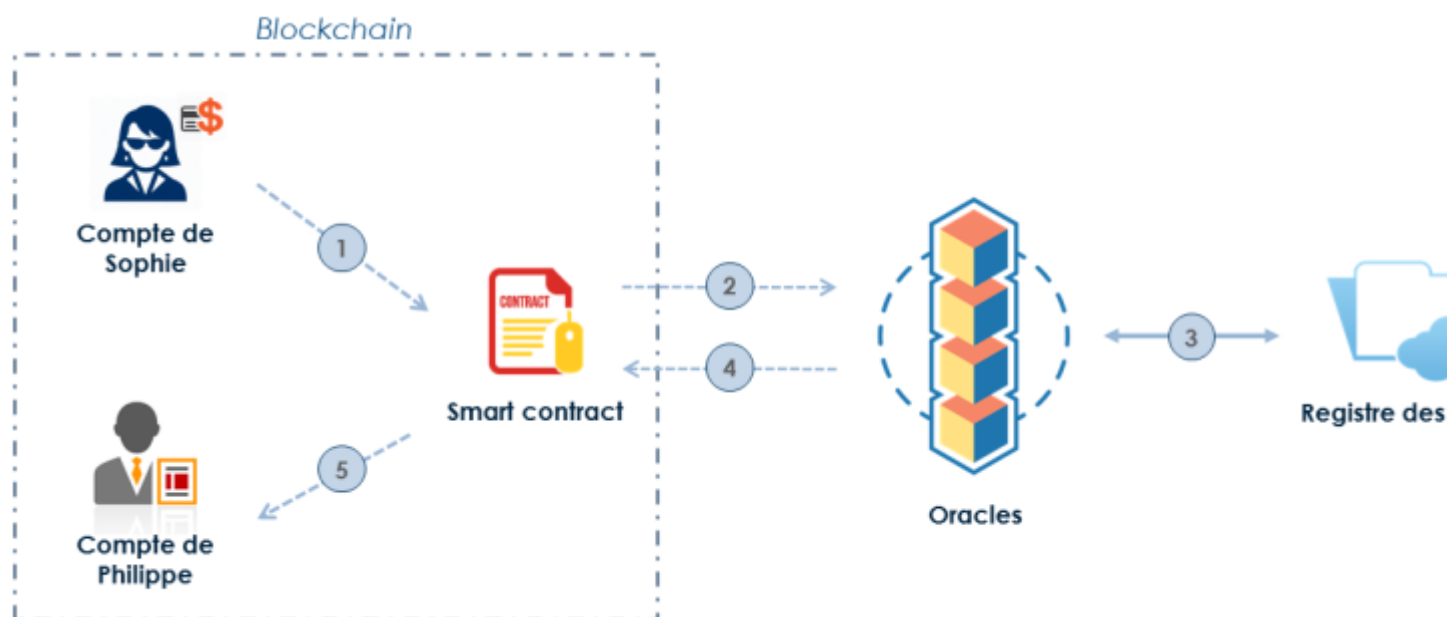 Blockchain
$
Compte de
Sophie
1
CONTRACT
Smart contract
2
4
3
Registre des
Oracles
5
Compte de
Philippe